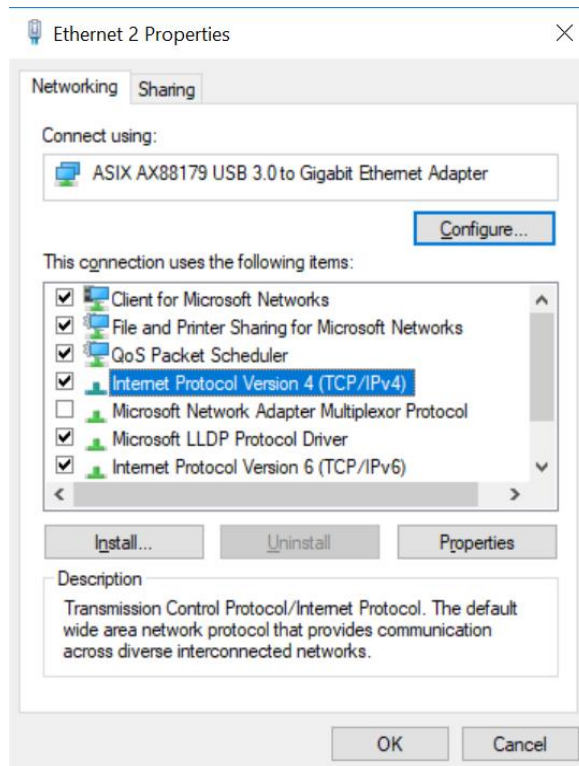 Ethernet 2 Properties
Networking Sharing
Connect using:
ASIX AX88179 USB 3.0 to Gigabit Ethernet Adapter
Configure...
This connection uses the following items:
Client for Microsoft Networks
File and Printer Sharing for Microsoft Networks
QoS Packet Scheduler
Internet Protocol Version 4 (TCP/IPv4)
Microsoft Network Adapter Multiplexor Protocol
Microsoft LLDP Protocol Driver
Internet Protocol Version 6 (TCP/IPv6)
Install... Uninstall Properties
Description
Transmission Control Protocol/Internet Protocol. The default
wide area network protocol that provides communication
across diverse interconnected networks.
OK Cancel